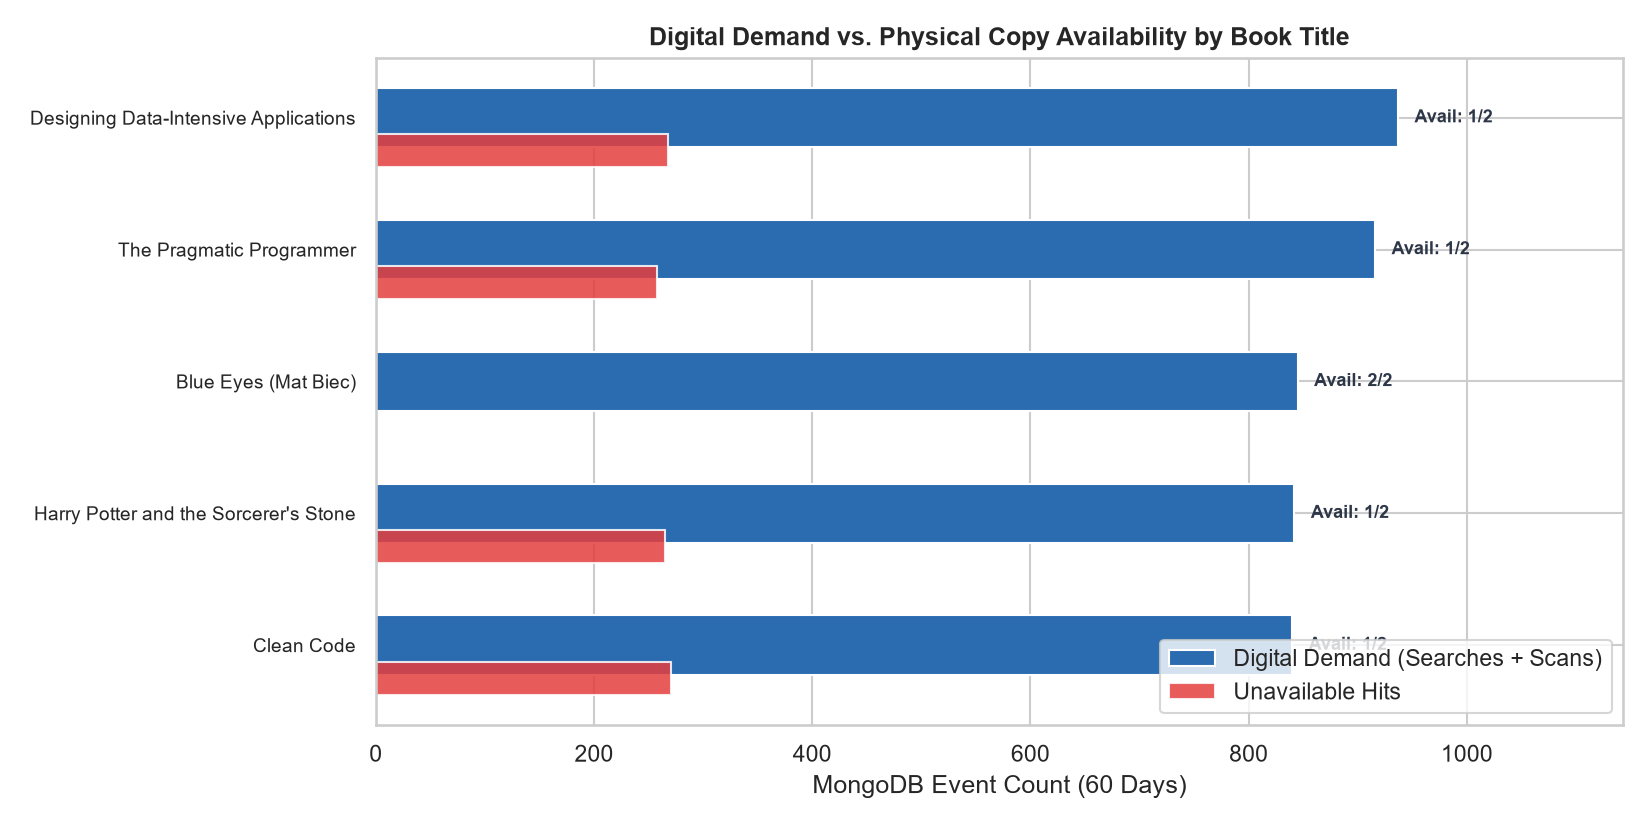 Digital Demand vs. Physical Copy Availability by Book Title
Designing Data-Intensive Applications
Avail: 1/2
The Pragmatic Programmer
Avail: 1/2
Blue Eyes (Mat Biec)
Avail: 2/2
Harry Potter and the Sorcerer's Stone
Avail: 1/2
Clean Code
Avail: 1/2
Digital Demand (Searches + Scans)
Unavailable Hits
0 200 400 600 800 1000
MongoDB Event Count (60 Days)